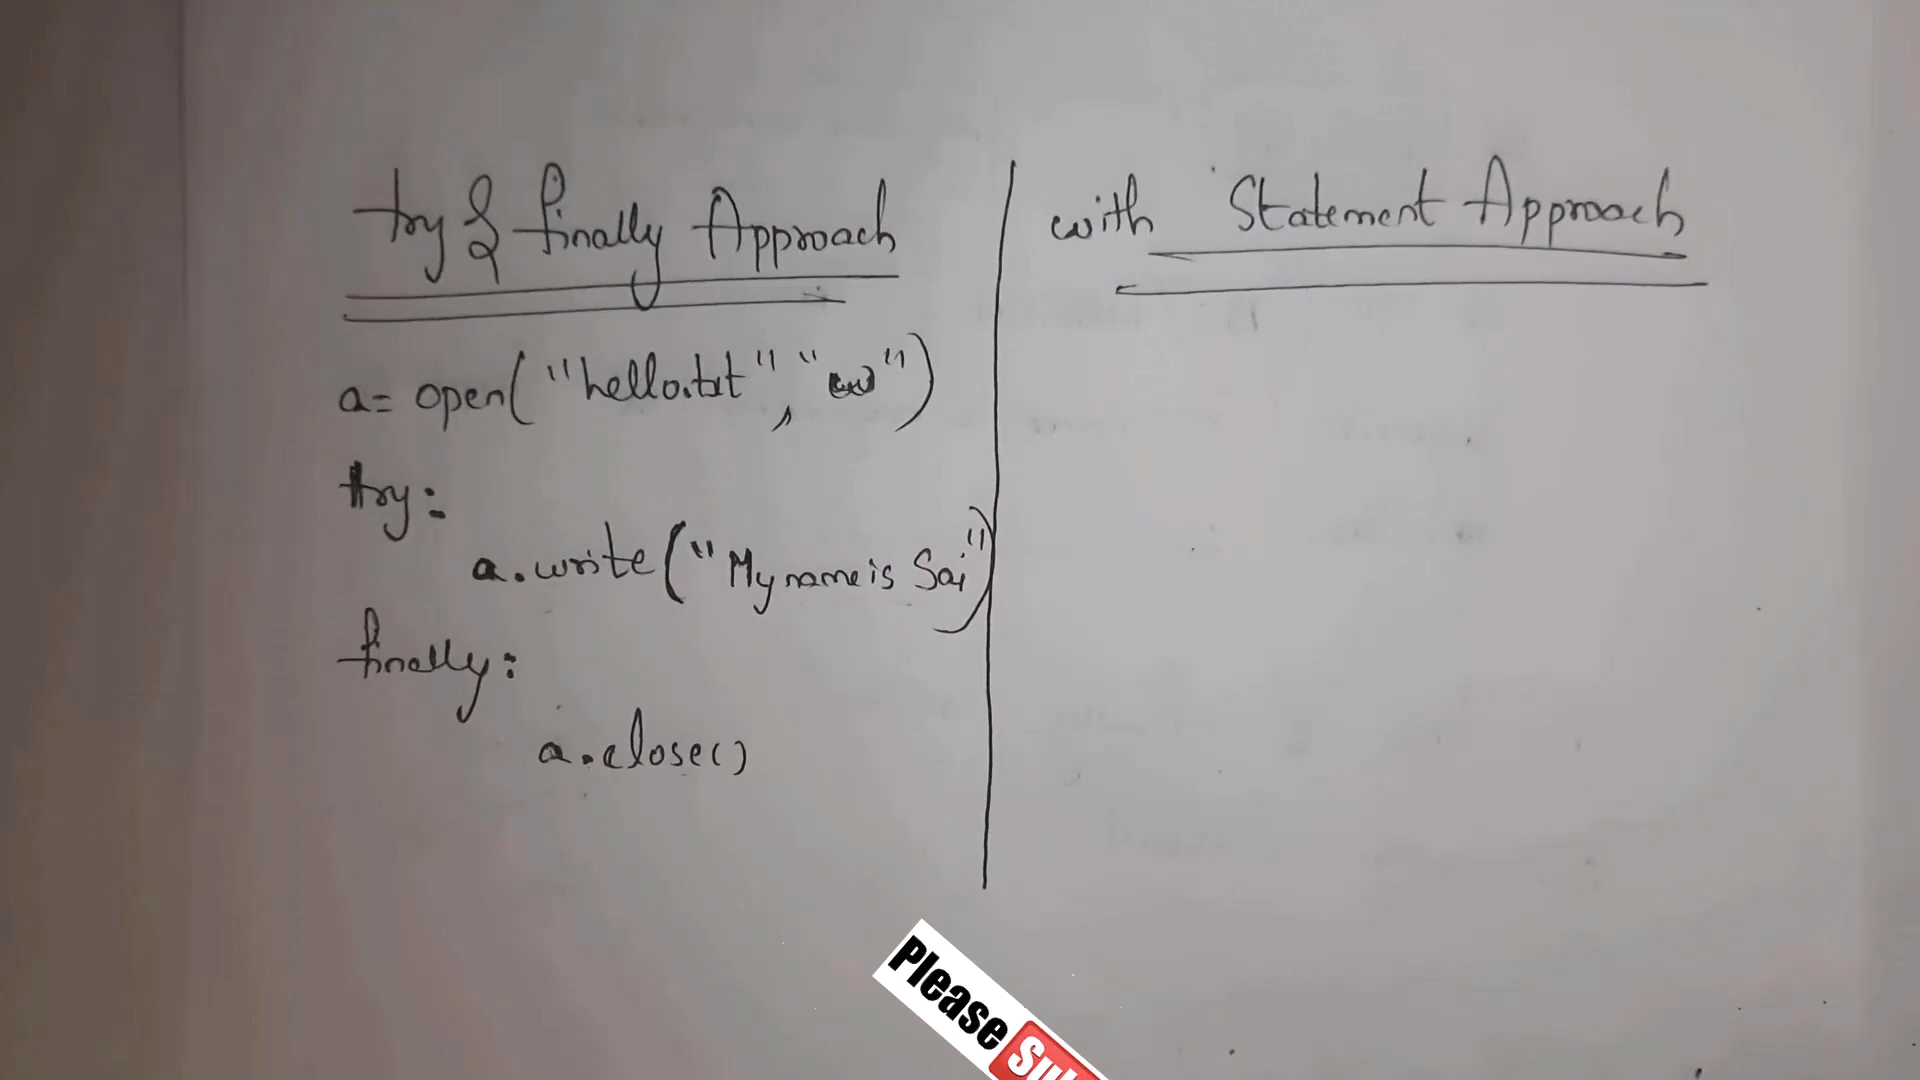 try & finally Approach
with Statement Approach
a= open("hello.txt", "w")
try:
a.write("My name is Sai")
finally:
a.close()
Please